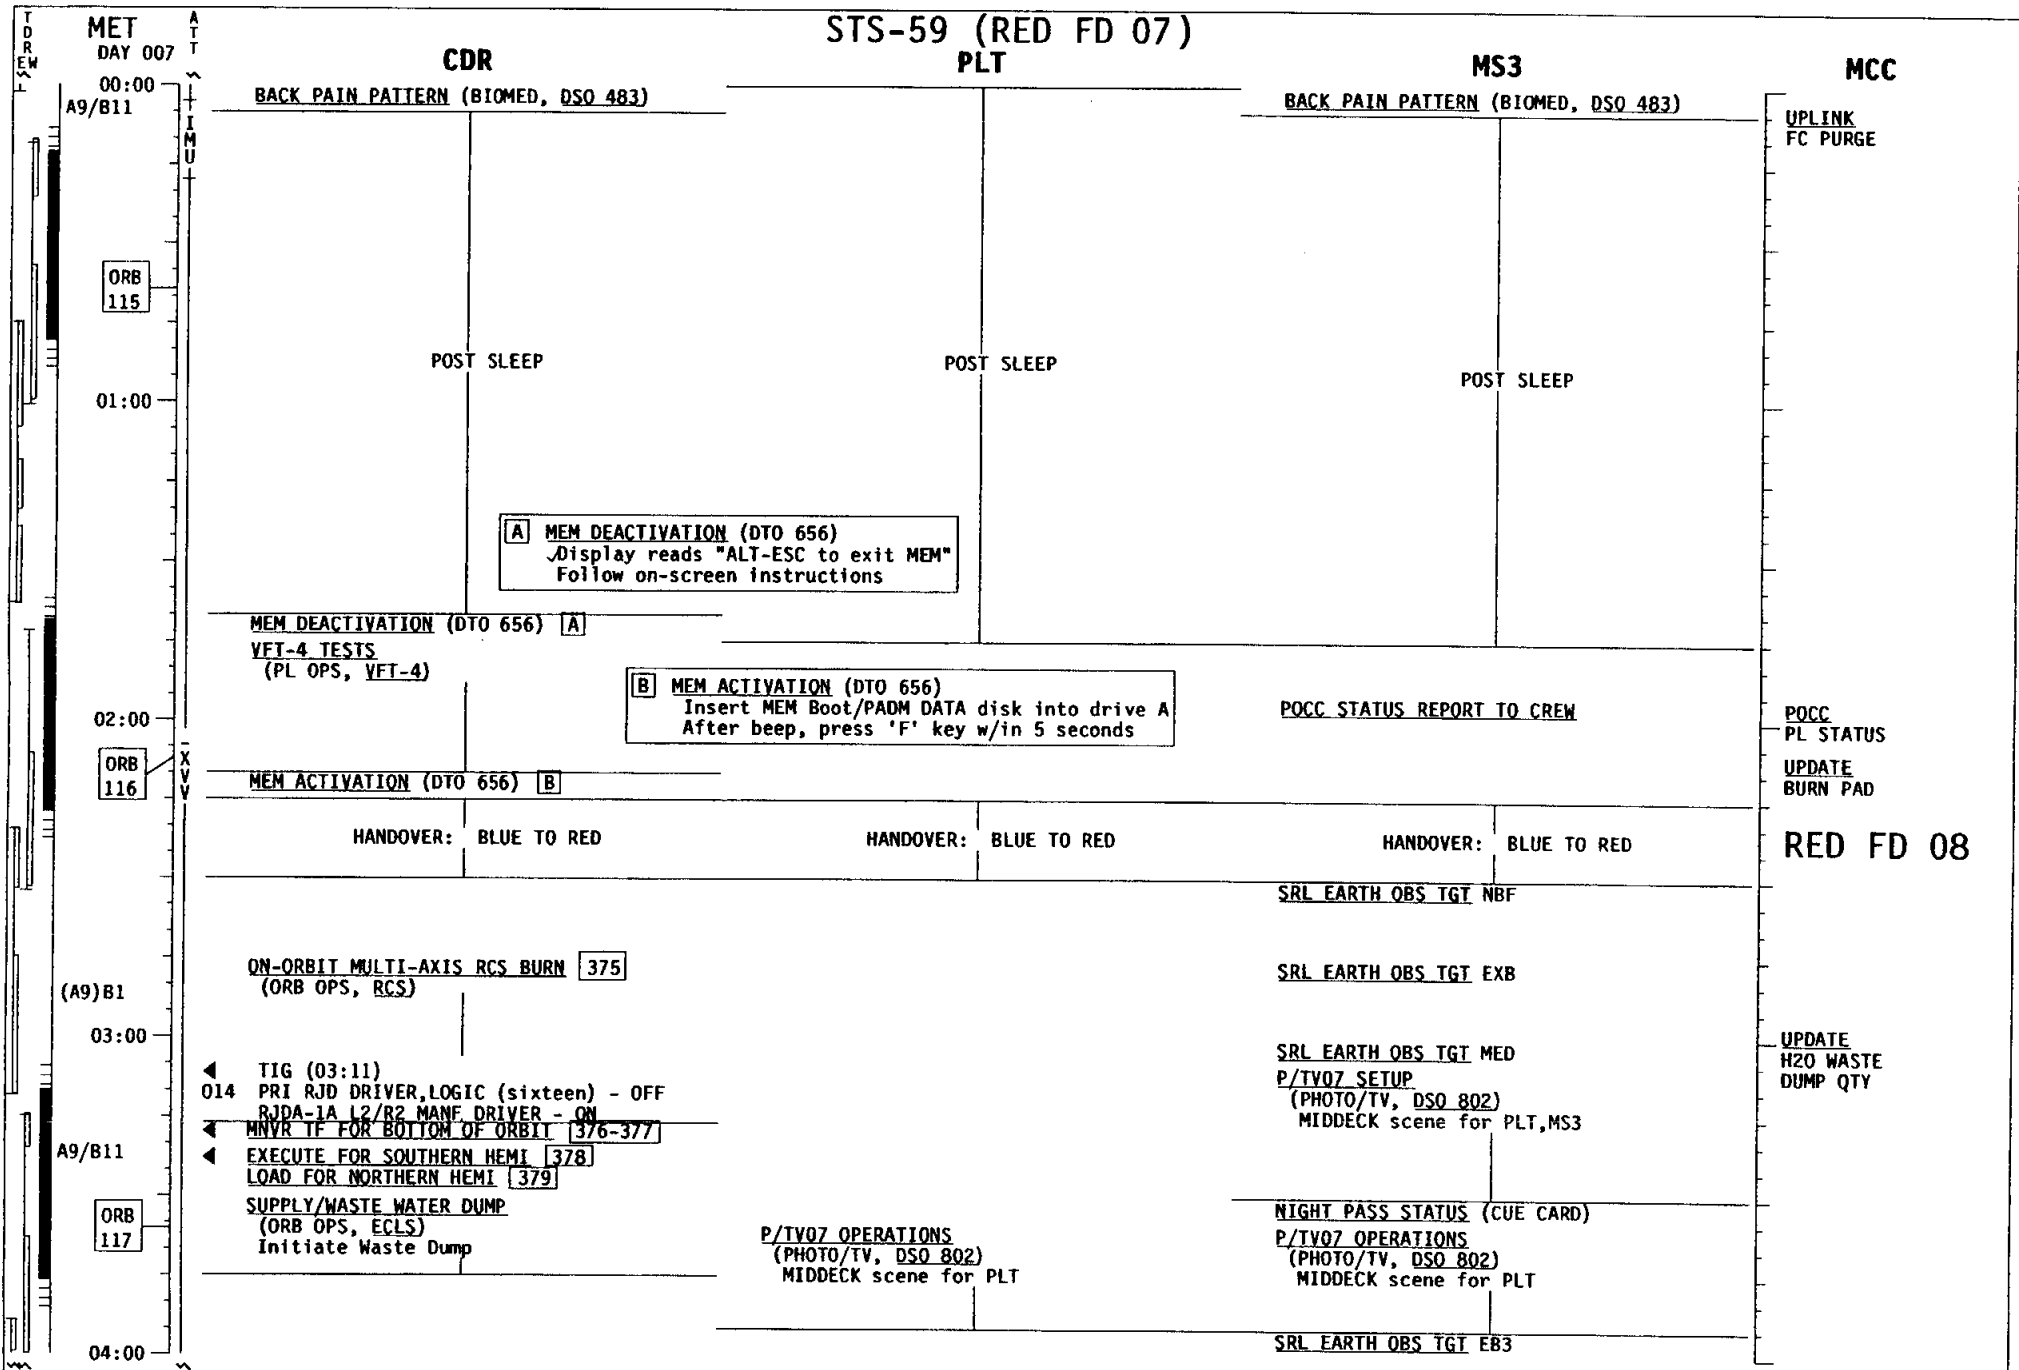 STS-59 (RED FD 07)
T
D
R
EW
MET
DAY 007
A
T
T
CDR
PLT
MS3
MCC
00:00
A9/B11
I
M
U
BACK PAIN PATTERN (BIOMED, DSO 483)
BACK PAIN PATTERN (BIOMED, DSO 483)
UPLINK
FC PURGE
ORB
115
POST SLEEP
POST SLEEP
POST SLEEP
01:00
A MEM DEACTIVATION (DTO 656)
✓Display reads "ALT-ESC to exit MEM"
Follow on-screen instructions
MEM DEACTIVATION (DTO 656) A
VFT-4 TESTS
(PL OPS, VFT-4)
B MEM ACTIVATION (DTO 656)
Insert MEM Boot/PADM DATA disk into drive A
After beep, press 'F' key w/in 5 seconds
02:00
POCC STATUS REPORT TO CREW
POCC
PL STATUS
ORB
116
-
X
V
V
UPDATE
BURN PAD
MEM ACTIVATION (DTO 656) B
HANDOVER: BLUE TO RED
HANDOVER: BLUE TO RED
HANDOVER: BLUE TO RED
RED FD 08
SRL EARTH OBS TGT NBF
ON-ORBIT MULTI-AXIS RCS BURN 375
(ORB OPS, RCS)
SRL EARTH OBS TGT EXB
(A9)B1
03:00
SRL EARTH OBS TGT MED
UPDATE
H2O WASTE
DUMP QTY
TIG (03:11)
014 PRI RJD DRIVER,LOGIC (sixteen) - OFF
RJDA-1A L2/R2 MANF DRIVER - ON
P/TV07 SETUP
(PHOTO/TV, DSO 802)
MIDDECK scene for PLT,MS3
MNVR TF FOR BOTTOM OF ORBIT 376-377
A9/B11
EXECUTE FOR SOUTHERN HEMI 378
LOAD FOR NORTHERN HEMI 379
ORB
117
SUPPLY/WASTE WATER DUMP
(ORB OPS, ECLS)
Initiate Waste Dump
P/TV07 OPERATIONS
(PHOTO/TV, DSO 802)
MIDDECK scene for PLT
NIGHT PASS STATUS (CUE CARD)
P/TV07 OPERATIONS
(PHOTO/TV, DSO 802)
MIDDECK scene for PLT
SRL EARTH OBS TGT EB3
04:00